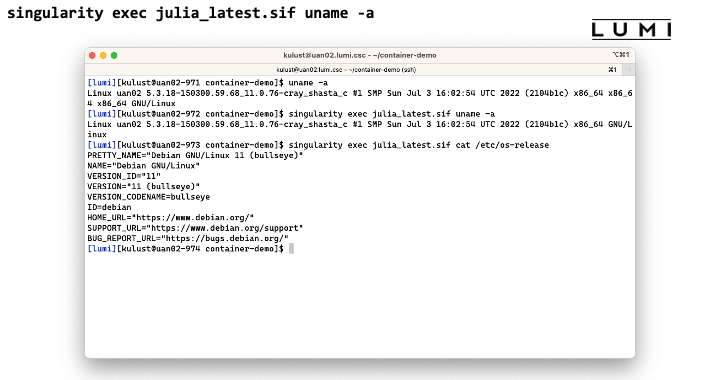 singularity exec julia_latest.sif uname -a
LUMI
kulust@uan02.lumi.csc - ~/container-demo
⌥⌘1
kulust@uan02.lumi.csc - ~/container-demo (ssh)
⌘1
[lumi][kulust@uan02-971 container-demo]$ uname -a
Linux uan02 5.3.18-150300.59.68_11.0.76-cray_shasta_c #1 SMP Sun Jul 3 16:02:54 UTC 2022 (2104b1c) x86_64 x86_6
4 x86_64 GNU/Linux
[lumi][kulust@uan02-972 container-demo]$ singularity exec julia_latest.sif uname -a
Linux uan02 5.3.18-150300.59.68_11.0.76-cray_shasta_c #1 SMP Sun Jul 3 16:02:54 UTC 2022 (2104b1c) x86_64 GNU/L
inux
[lumi][kulust@uan02-973 container-demo]$ singularity exec julia_latest.sif cat /etc/os-release
PRETTY_NAME="Debian GNU/Linux 11 (bullseye)"
NAME="Debian GNU/Linux"
VERSION_ID="11"
VERSION="11 (bullseye)"
VERSION_CODENAME=bullseye
ID=debian
HOME_URL="https://www.debian.org/"
SUPPORT_URL="https://www.debian.org/support"
BUG_REPORT_URL="https://bugs.debian.org/"
[lumi][kulust@uan02-974 container-demo]$